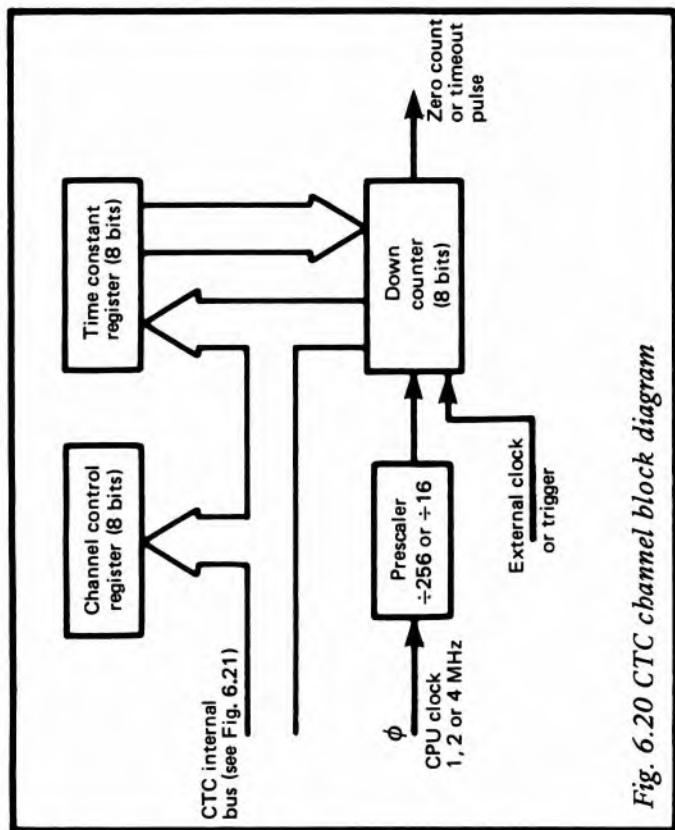 Channel control
register (8 bits)
Time constant
register (8 bits)
CTC internal
bus (see Fig. 6.21)
ϕ
CPU clock
1, 2 or 4 MHz
Prescaler
÷256 or ÷16
Down
counter
(8 bits)
Zero count
or timeout
pulse
External clock
or trigger
Fig. 6.20 CTC channel block diagram